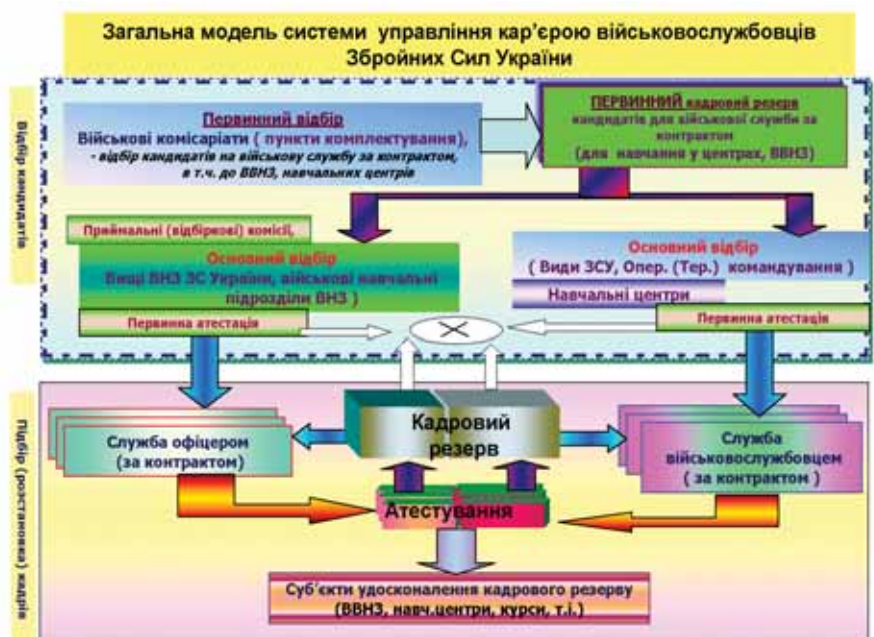 Загальна модель системи управління кар’єрою військовослужбовців
Збройних Сил України
Відбір кандидатів
Первинний відбір
Військові комісаріати ( пункти комплектування),
- відбір кандидатів на військову службу за контрактом,
в т.ч. до ВВНЗ, навчальних центрів
ПЕРВИННИЙ кадровий резерв
кандидатів для військової служби за
контрактом
(для навчання у центрах, ВВНЗ)
Приймальні (відбіркові) комісії,
Основний відбір
Вищі ВНЗ ЗС України, військові навчальні
підрозділи ВНЗ )
Первинна атестація
Основний відбір
( Види ЗСУ, Опер. (Тер.) командування )
Навчальні центри
Первинна атестація
Підбір (розстановка) кадрів
Служба офіцером
(за контрактом)
Кадровий
резерв
Служба
військовослужбовцем
( за контрактом )
Атестування
Суб’єкти удосконалення кадрового резерву
(ВВНЗ, навч.центри, курси, т.і.)